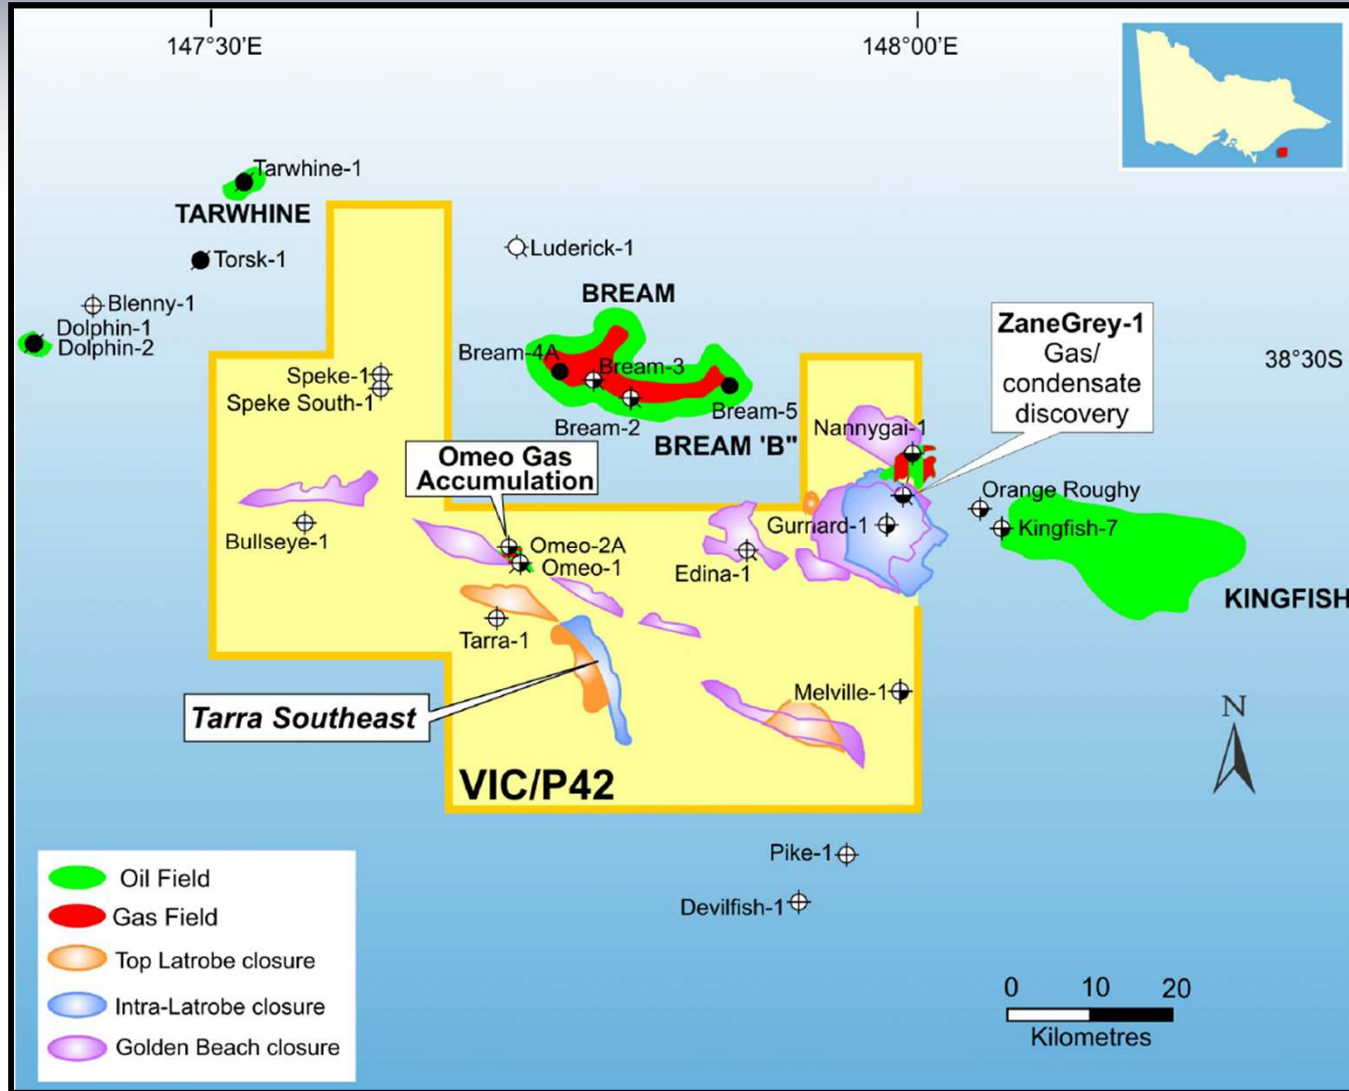 147°30'E
148°00'E
Tarwhine-1
TARWHINE
Torsk-1
Luderick-1
Blenny-1
Dolphin-1
Dolphin-2
BREAM
ZaneGrey-1
Gas/
condensate
discovery
38°30S
Bream-4A
Bream-3
Speke-1
Speke South-1
Bream-2
Bream-5
BREAM 'B"
Nannygai-1
Omeo Gas
Accumulation
Orange Roughy
Bullseye-1
Gurnard-1
Kingfish-7
Omeo-2A
Omeo-1
Edina-1
KINGFISH
Tarra-1
Melville-1
Tarra Southeast
N
VIC/P42
Pike-1
Devilfish-1
Oil Field
Gas Field
Top Latrobe closure
Intra-Latrobe closure
Golden Beach closure
0 10 20
Kilometres